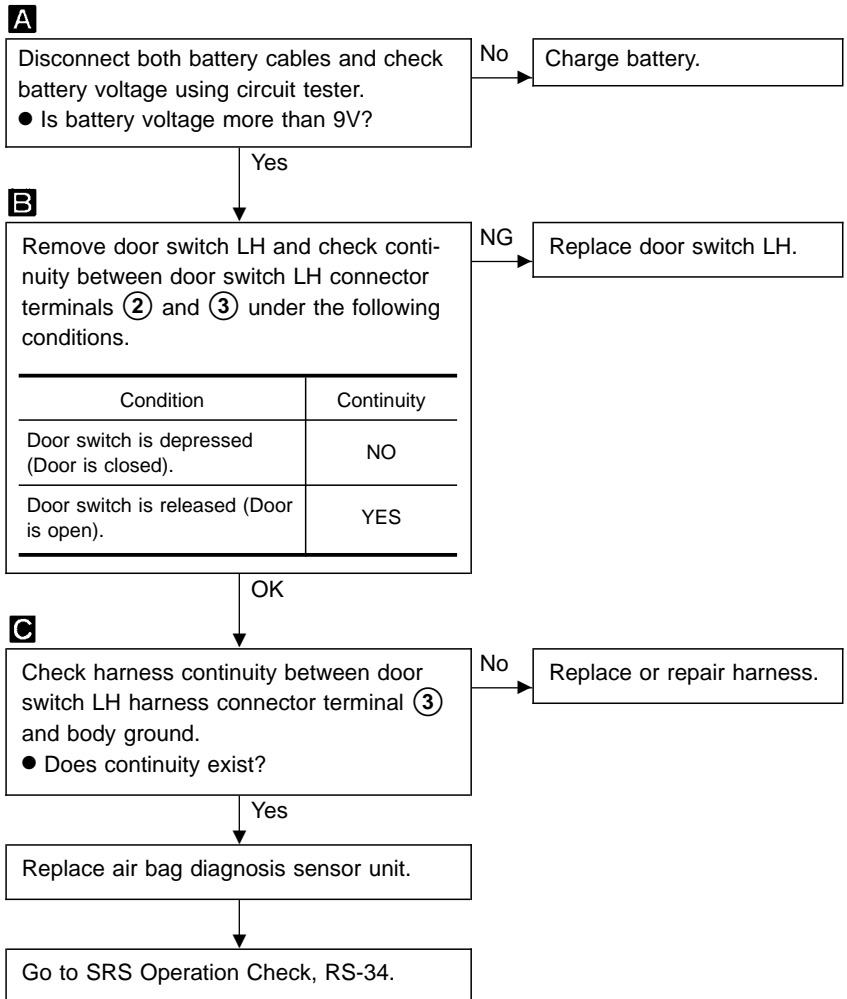 A
Disconnect both battery cables and check
battery voltage using circuit tester.
● Is battery voltage more than 9V?
No
Charge battery.
Yes
B
Remove door switch LH and check conti-
nuity between door switch LH connector
terminals ② and ③ under the following
conditions.
Condition Continuity
Door switch is depressed
(Door is closed).
NO
Door switch is released (Door
is open).
YES
NG
Replace door switch LH.
OK
C
Check harness continuity between door
switch LH harness connector terminal ③
and body ground.
● Does continuity exist?
No
Replace or repair harness.
Yes
Replace air bag diagnosis sensor unit.
Go to SRS Operation Check, RS-34.